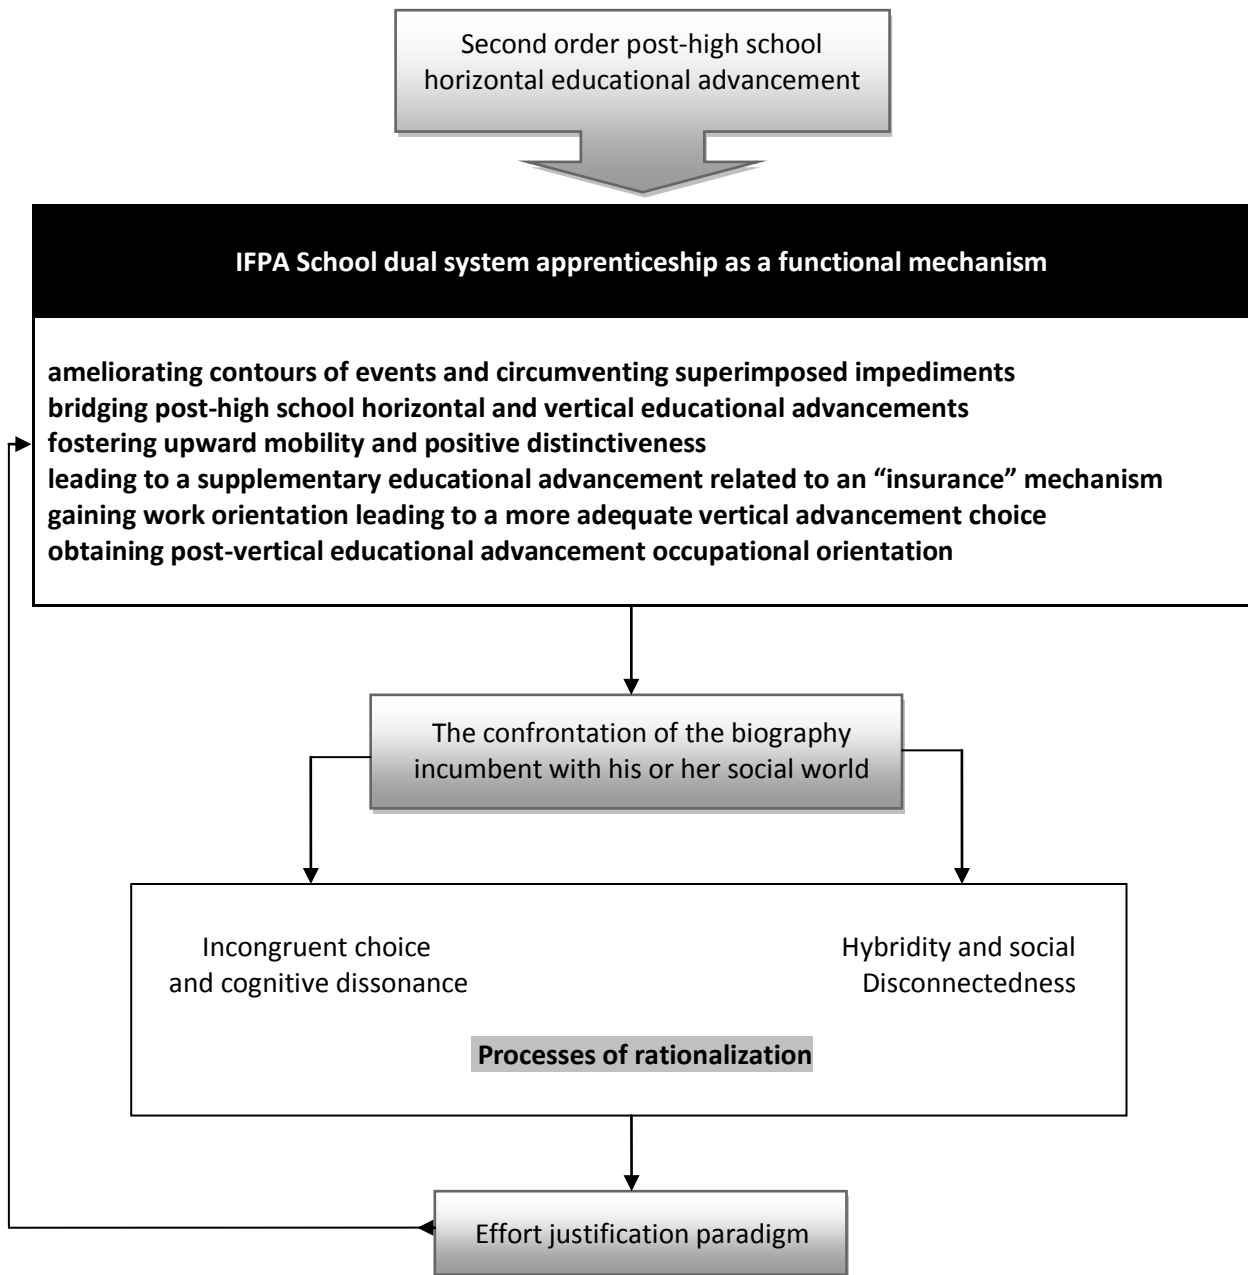 Second order post-high school
horizontal educational advancement
IFPA School dual system apprenticeship as a functional mechanism
ameliorating contours of events and circumventing superimposed impediments
bridging post-high school horizontal and vertical educational advancements
fostering upward mobility and positive distinctiveness
leading to a supplementary educational advancement related to an “insurance” mechanism
gaining work orientation leading to a more adequate vertical advancement choice
obtaining post-vertical educational advancement occupational orientation
The confrontation of the biography
incumbent with his or her social world
Incongruent choice
and cognitive dissonance
Hybridity and social
Disconnectedness
Processes of rationalization
Effort justification paradigm